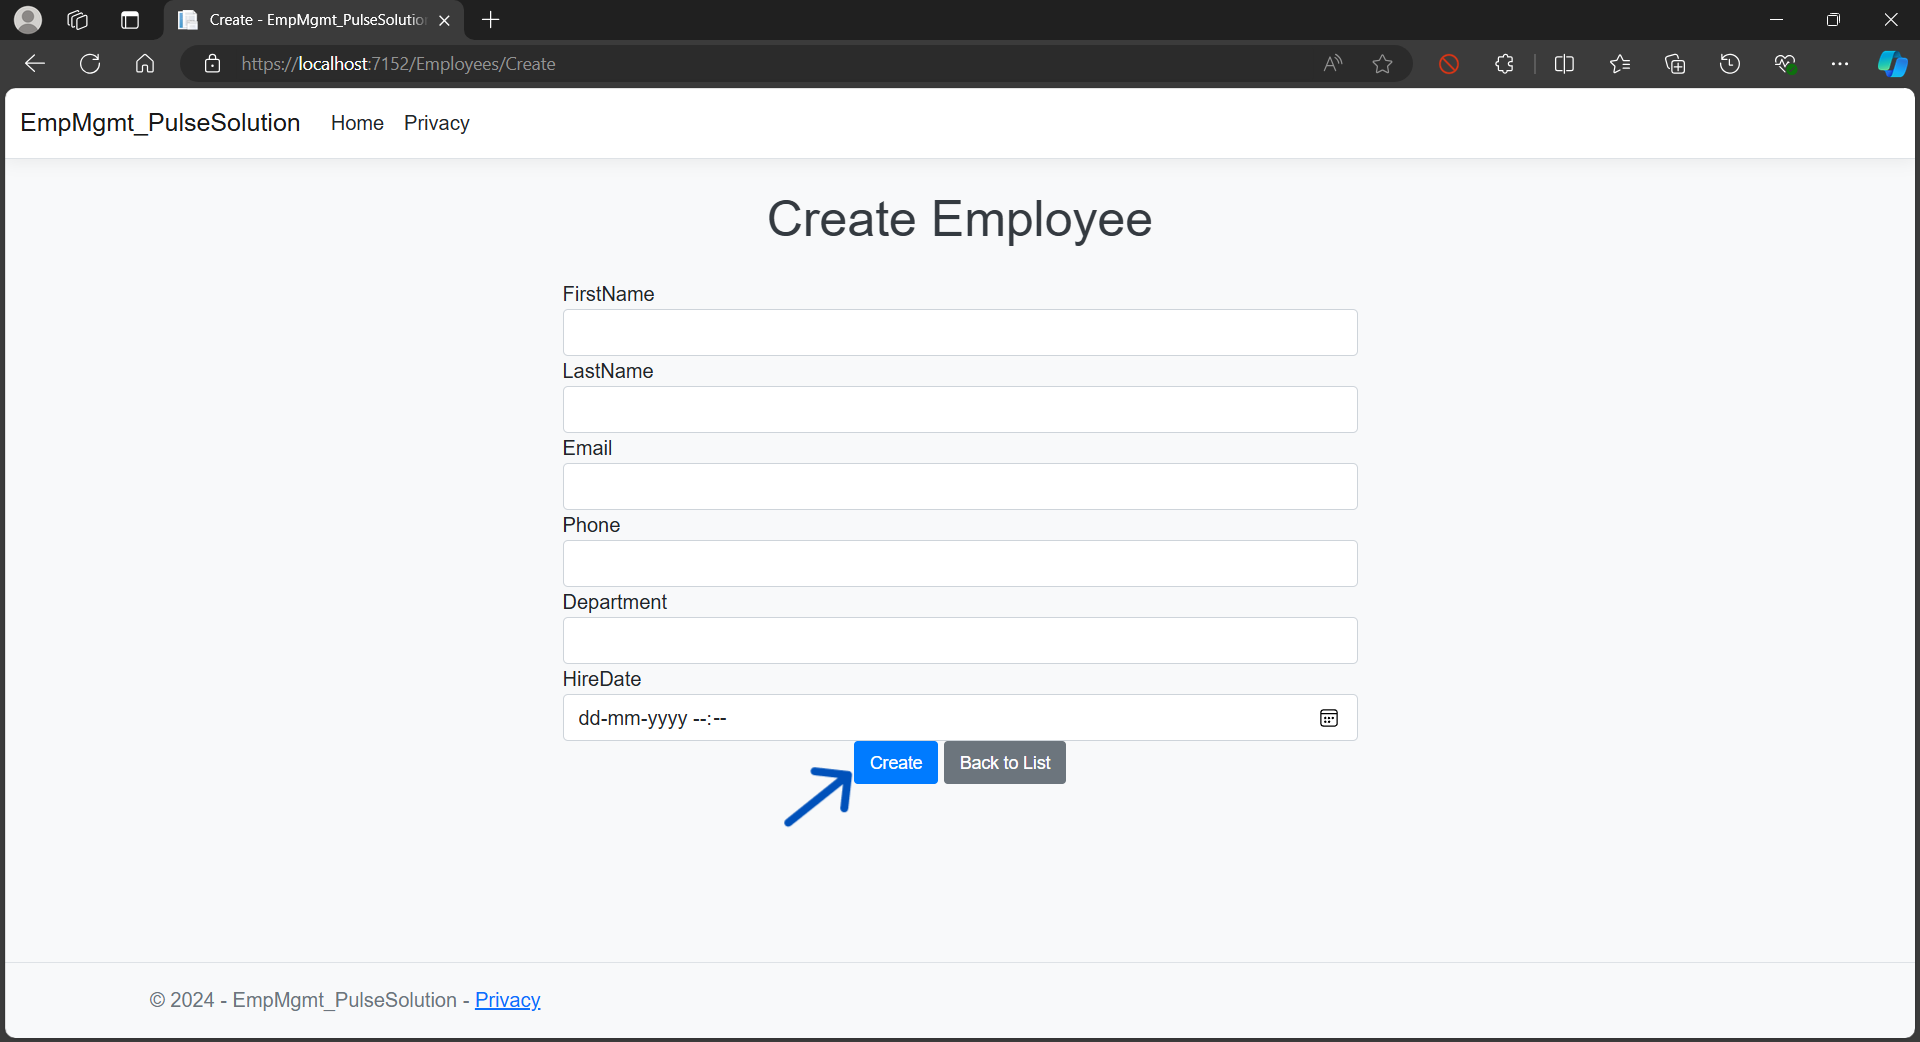 Create - EmpMgmt_PulseSolutio
https://localhost:7152/Employees/Create
EmpMgmt_PulseSolution Home Privacy
Create Employee
FirstName
LastName
Email
Phone
Department
HireDate
dd-mm-yyyy --:--
Create Back to List
© 2024 - EmpMgmt_PulseSolution - Privacy